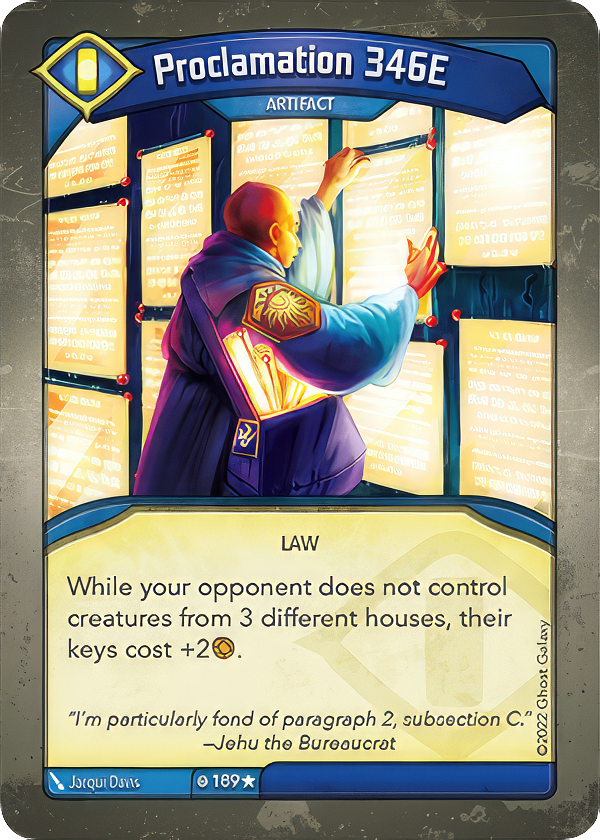 Proclamation 346E
ARTIFACT
LAW
While your opponent does not control
creatures from 3 different houses, their
keys cost +2.
"I'm particularly fond of paragraph 2, subsection C."
–Jehu the Bureaucrat
©2022 Ghost Galaxy
Jacqui Davis
189